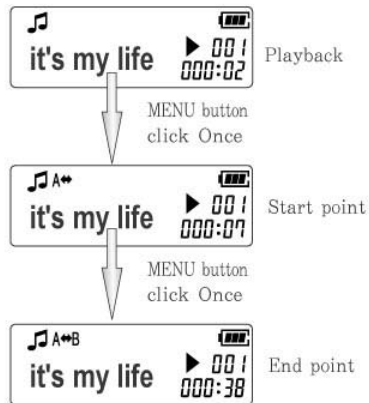 it's my life
001
000:02
Playback
MENU button
click Once
A↔
it's my life
001
000:07
Start point
MENU button
click Once
A↔B
it's my life
001
000:38
End point